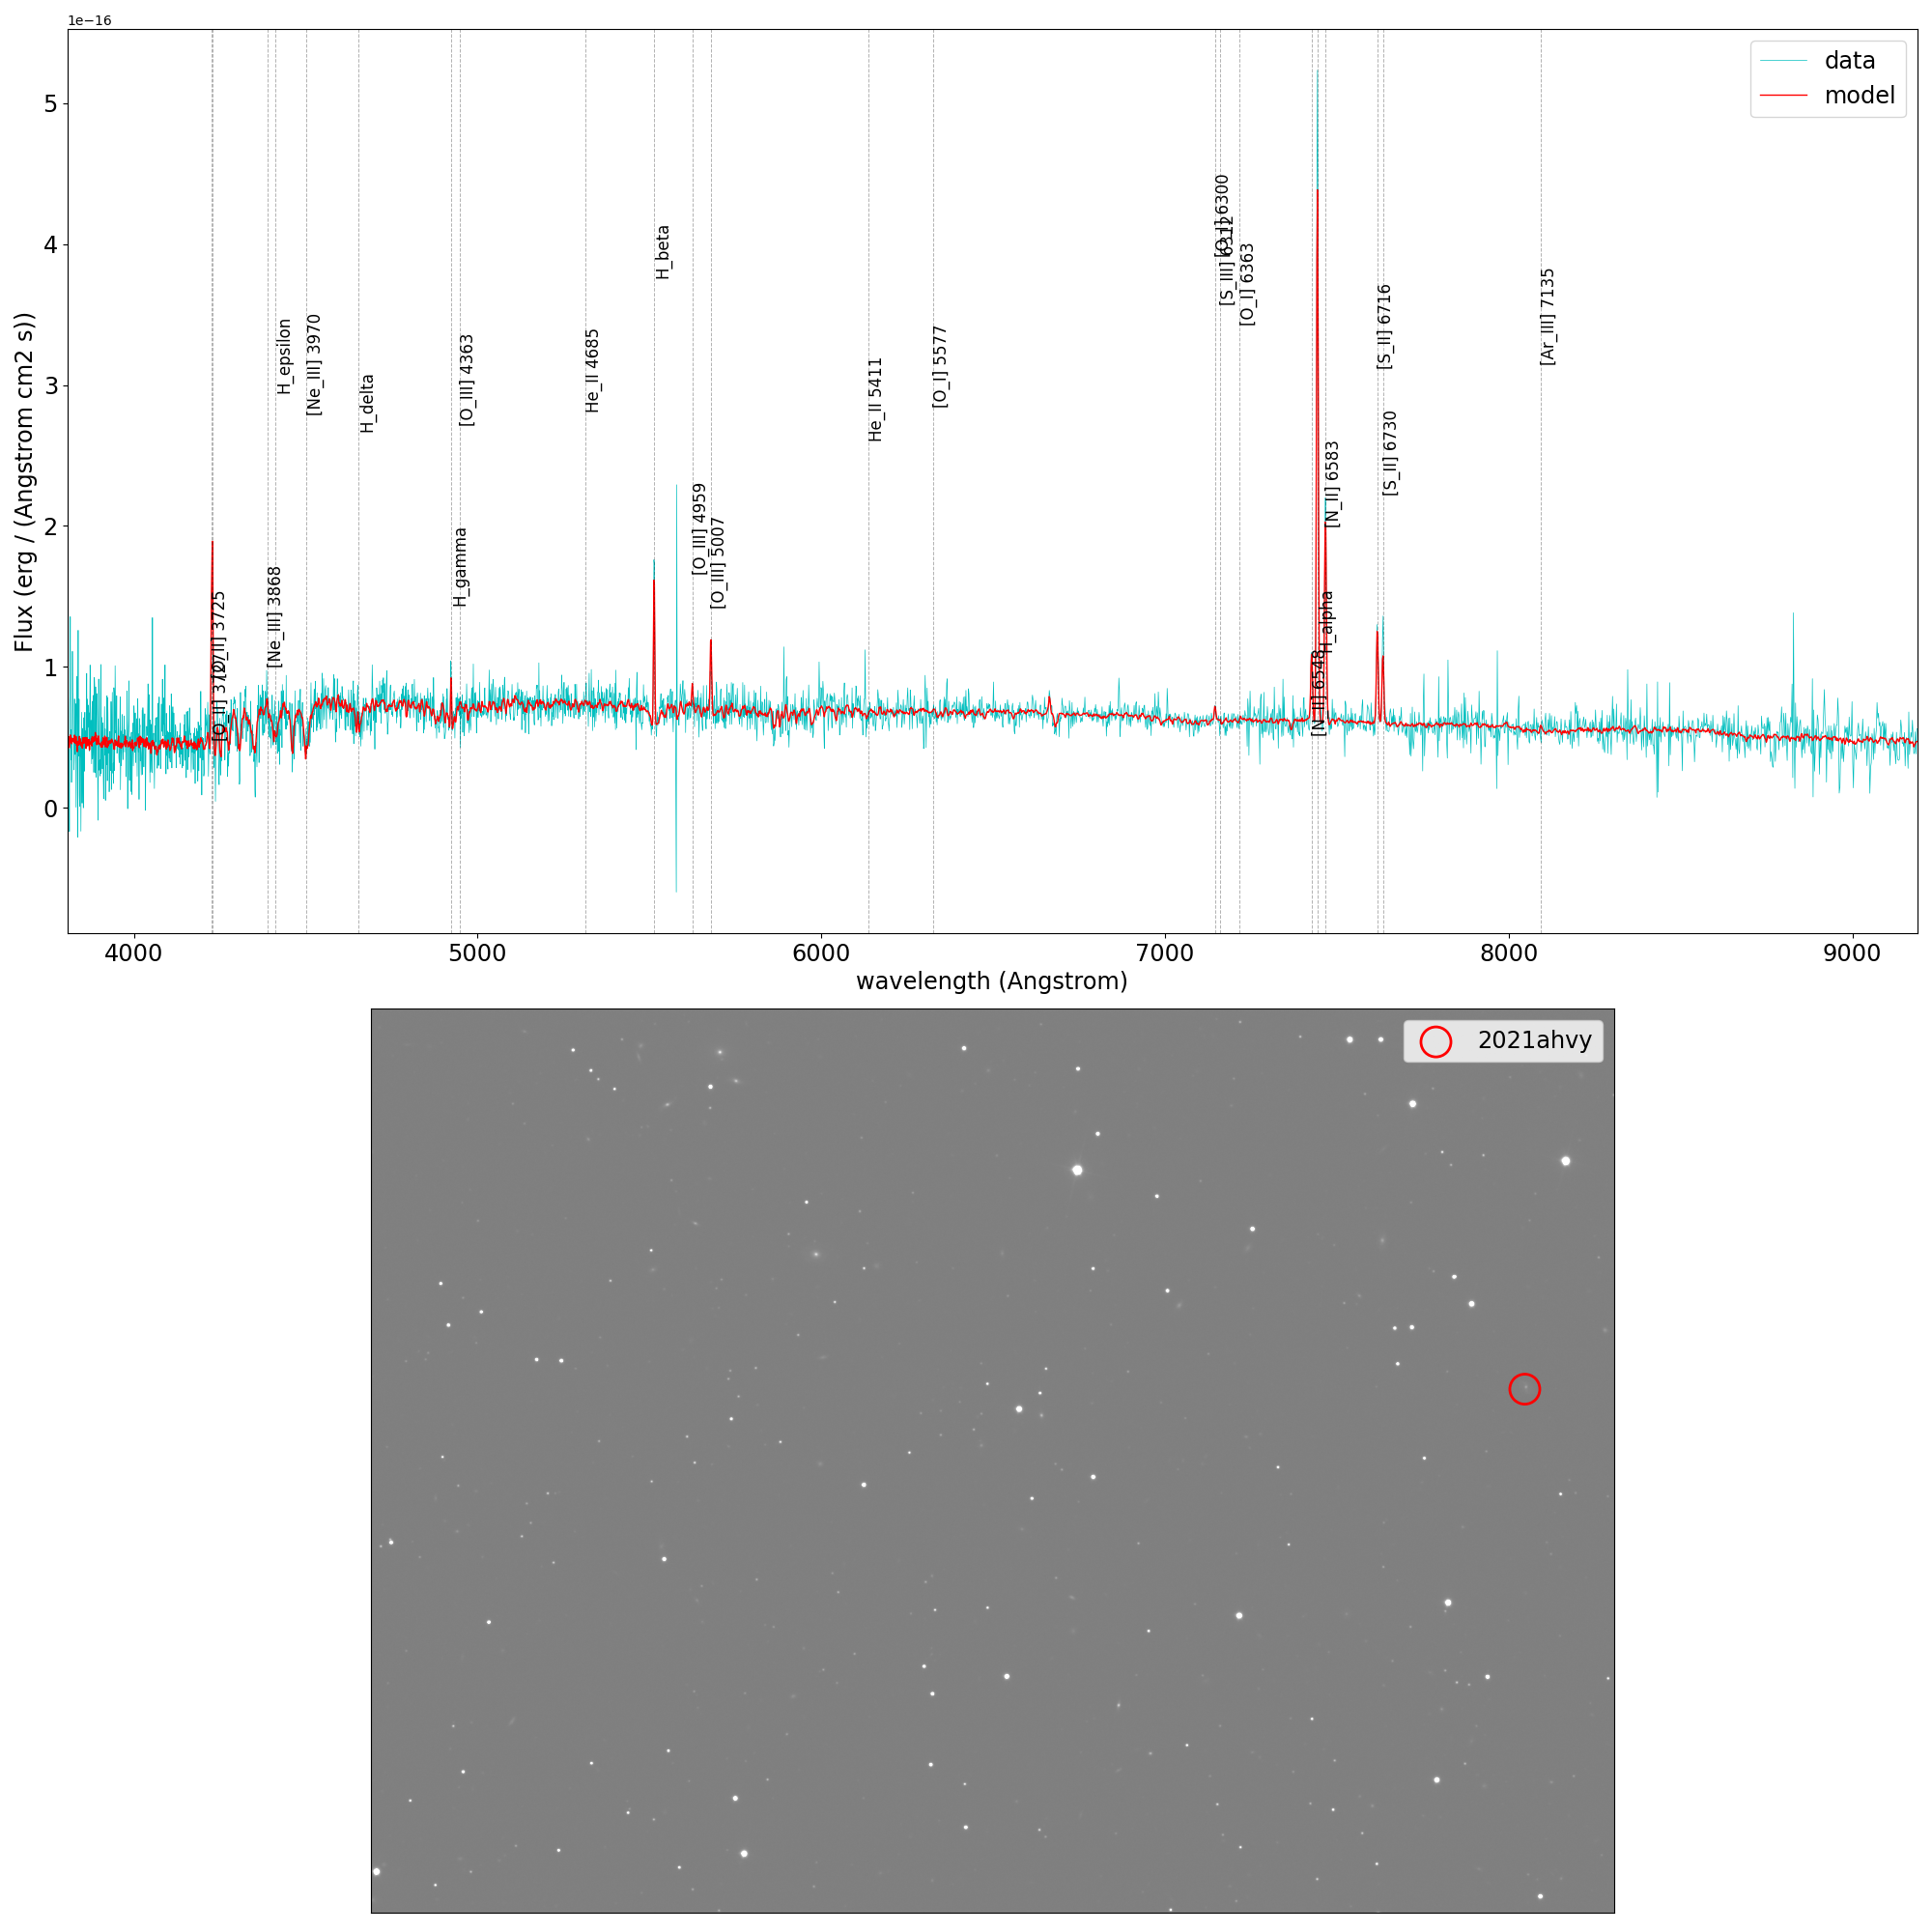 1e−16
data
model
5
4
3
2
1
0
Flux (erg / (Angstrom cm2 s))
[O_II] 3725
[Ne_III] 3868
H_epsilon
[Ne_III] 3970
H_delta
H_gamma
[O_III] 4363
He_II 4685
H_beta
[O_III] 4959
[O_III] 5007
He_II 5411
[O_I] 5577
[O_I] 6300
[S_III] 6312
[O_I] 6363
[N_II] 6548
H_alpha
[N_II] 6583
[S_II] 6716
[S_II] 6730
[Ar_III] 7135
4000 5000 6000 7000 8000 9000
wavelength (Angstrom)
2021ahvy